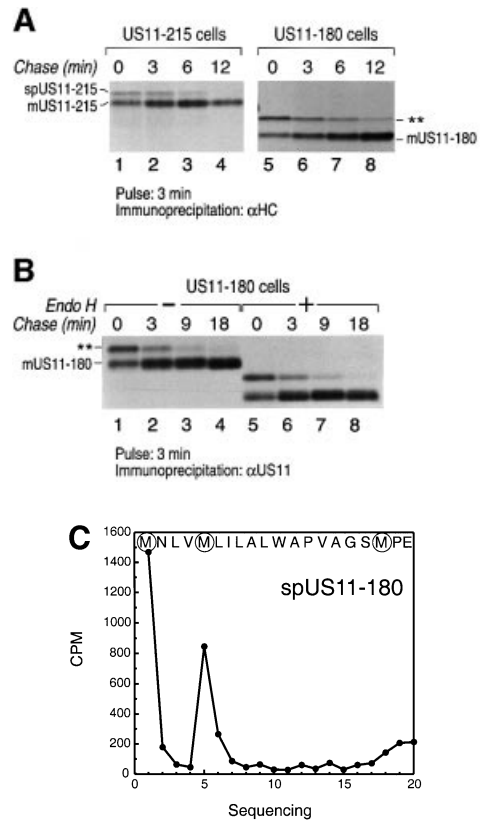 A
US11-215 cells US11-180 cells
Chase (min) 0 3 6 12 0 3 6 12
spUS11-215
mUS11-215
**
mUS11-180
1 2 3 4 5 6 7 8
Pulse: 3 min
Immunoprecipitation: αHC
B
US11-180 cells
Endo H − +
Chase (min) 0 3 9 18 0 3 9 18
**
mUS11-180
1 2 3 4 5 6 7 8
Pulse: 3 min
Immunoprecipitation: αUS11
C
1600
M N L V M L I L A L W A P V A G S M P E
1400
spUS11-180
1200
1000
CPM
800
600
400
200
0
0 5 10 15 20
Sequencing